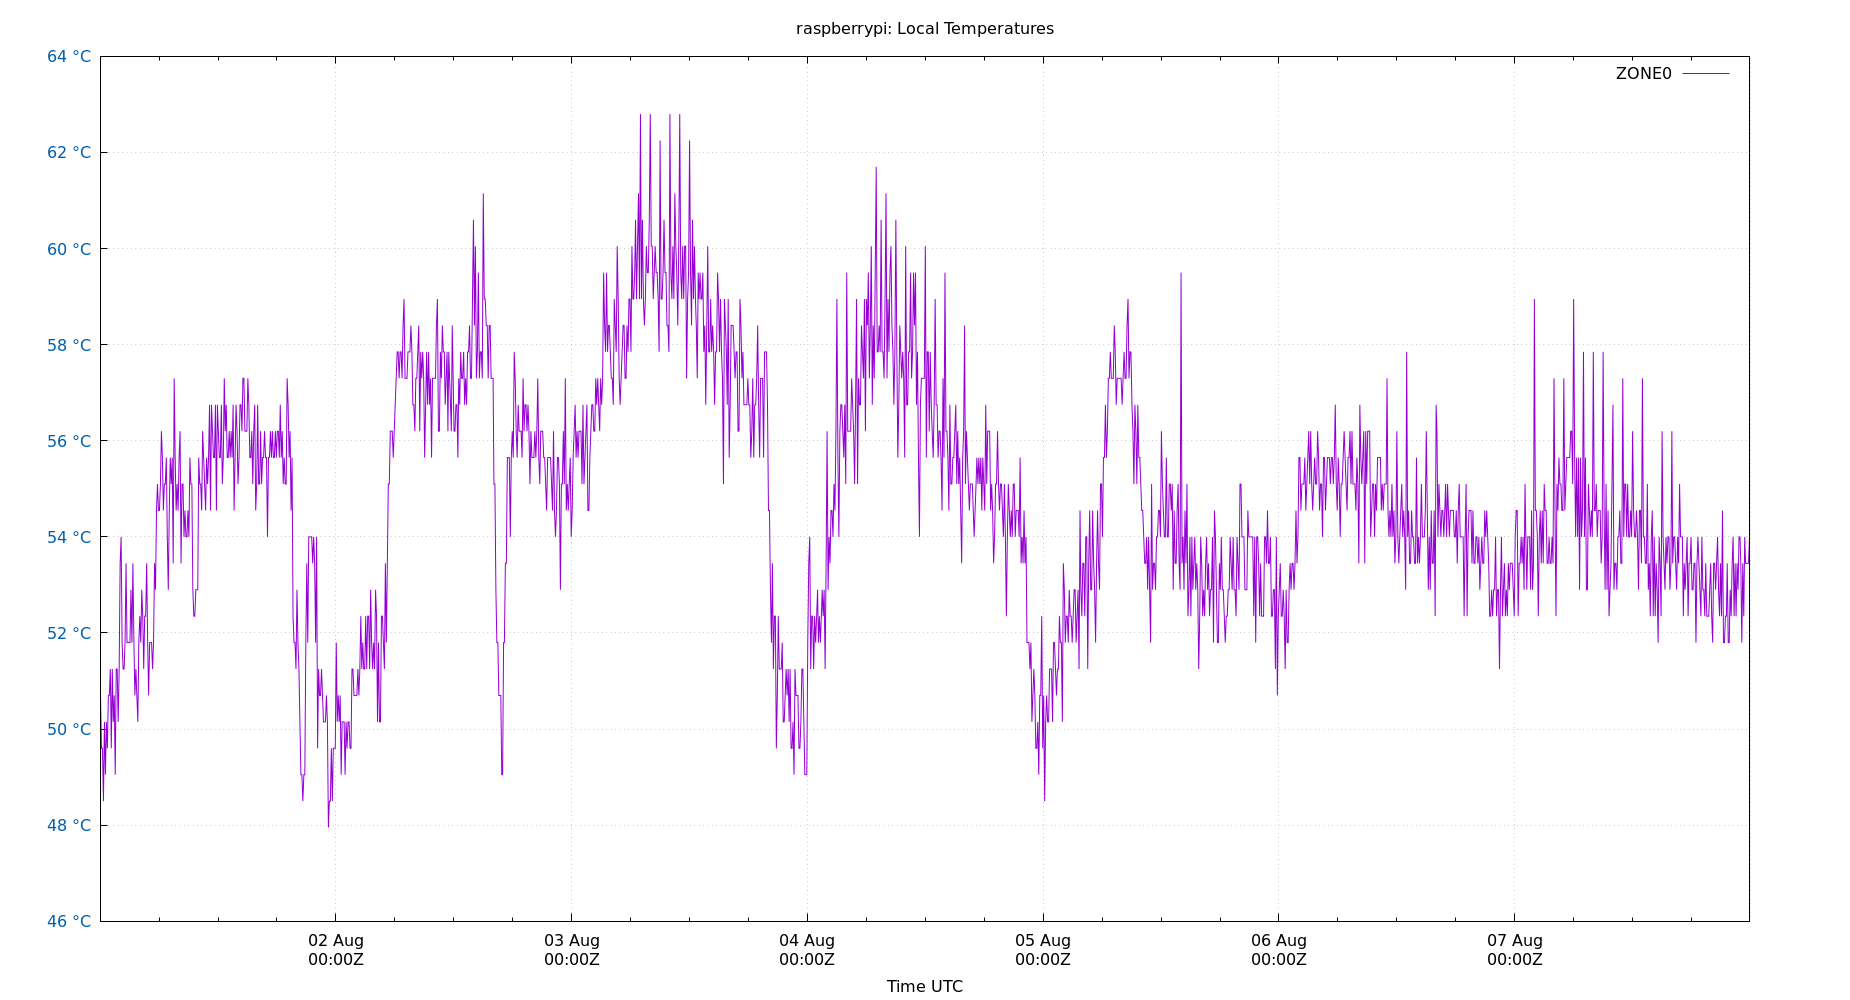 raspberrypi: Local Temperatures
64 °C
ZONE0
62 °C
60 °C
58 °C
56 °C
54 °C
52 °C
50 °C
48 °C
46 °C
02 Aug 03 Aug 04 Aug 05 Aug 06 Aug 07 Aug
00:00Z 00:00Z 00:00Z 00:00Z 00:00Z 00:00Z
Time UTC